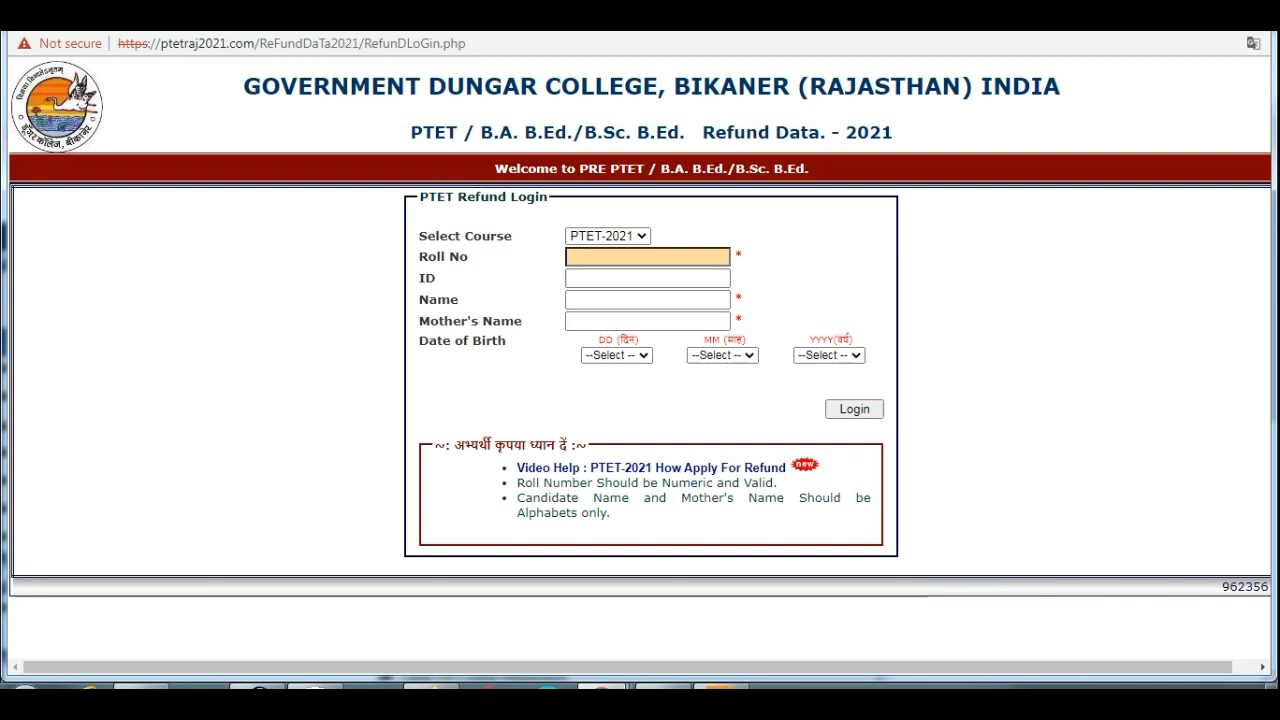 Not secure | https://ptetraj2021.com/ReFundDaTa2021/RefunDLoGin.php
GOVERNMENT DUNGAR COLLEGE, BIKANER (RAJASTHAN) INDIA
PTET / B.A. B.Ed./B.Sc. B.Ed. Refund Data. - 2021
Welcome to PRE PTET / B.A. B.Ed./B.Sc. B.Ed.
PTET Refund Login
Select Course PTET-2021
Roll No *
ID
Name *
Mother's Name *
DD (दिन) MM (माह) YYYY(वर्ष)
Date of Birth --Select -- --Select -- --Select --
Login
~: अभ्यर्थी कृपया ध्यान दें :~
• Video Help : PTET-2021 How Apply For Refund new
• Roll Number Should be Numeric and Valid.
• Candidate Name and Mother's Name Should be
Alphabets only.
962356